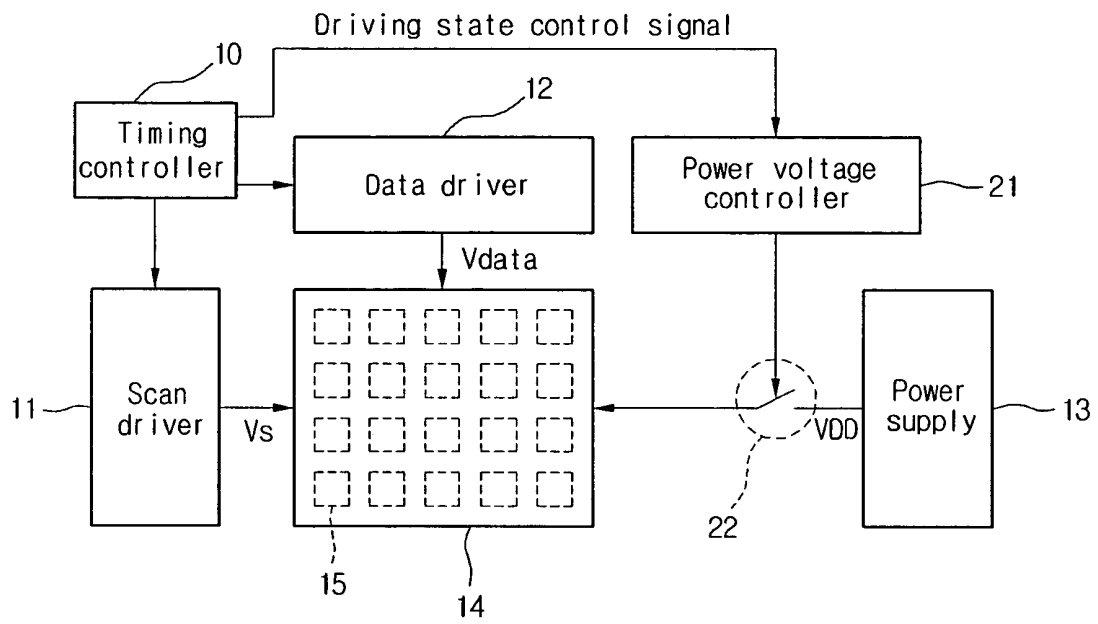 Driving state control signal
10
Timing
controller
12
Data driver
Power voltage
controller
21
Vdata
11
Scan
driver
Vs
VDD
Power
supply
13
22
15
14